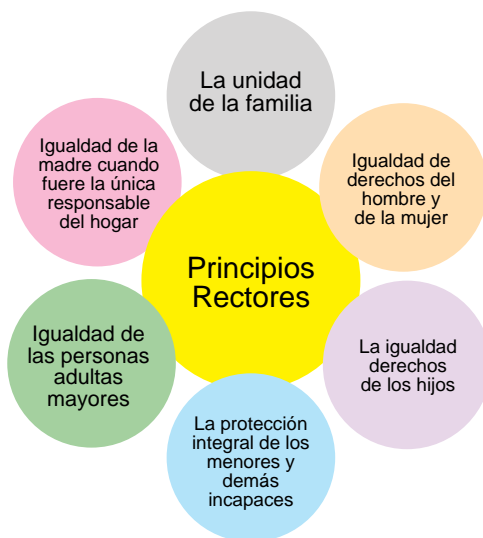 La unidad
de la familia
Igualdad de
derechos del
hombre y
de la mujer
La igualdad
derechos
de los hijos
La protección
integral de los
menores y
demás
incapaces
Igualdad de
las personas
adultas
mayores
Igualdad de la
madre cuando
fuere la única
responsable
del hogar
Principios
Rectores